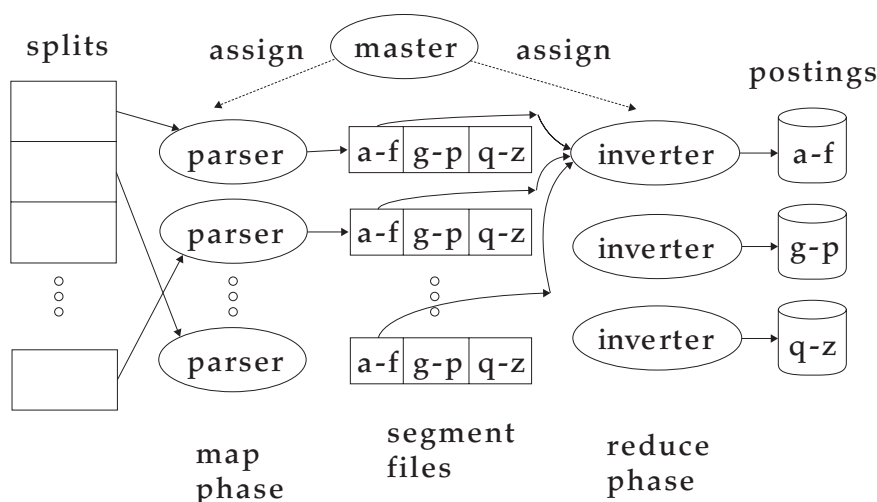 splits
assign
master
assign
postings
parser
a-f g-p q-z
inverter
a-f
parser
a-f g-p q-z
inverter
g-p
parser
a-f g-p q-z
inverter
q-z
map
phase
segment
files
reduce
phase